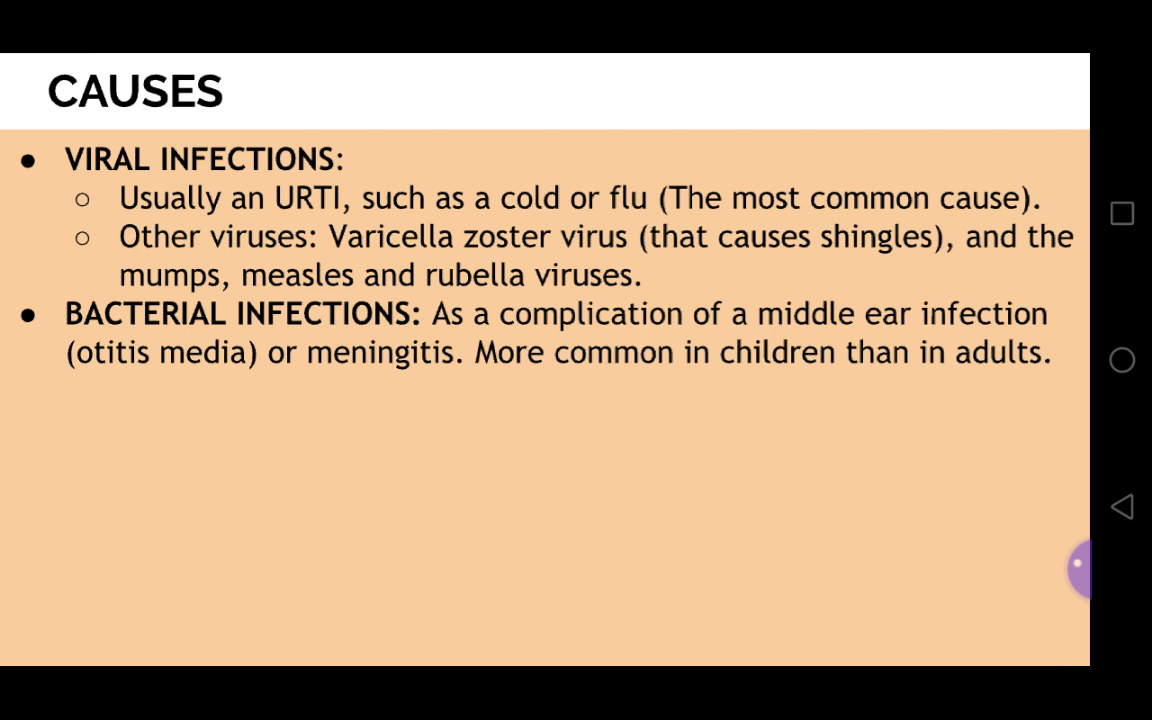 CAUSES
● VIRAL INFECTIONS:
○ Usually an URTI, such as a cold or flu (The most common cause).
○ Other viruses: Varicella zoster virus (that causes shingles), and the
mumps, measles and rubella viruses.
● BACTERIAL INFECTIONS: As a complication of a middle ear infection
(otitis media) or meningitis. More common in children than in adults.